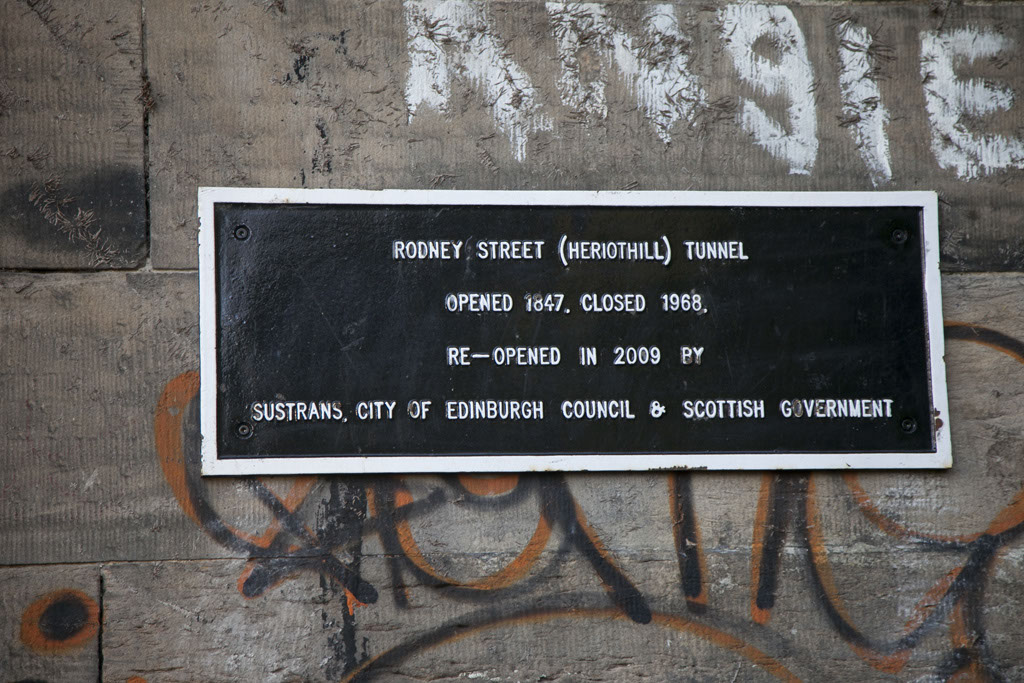 RODNEY STREET (HERIOTHILL) TUNNEL
OPENED 1847. CLOSED 1968.
RE-OPENED IN 2009 BY
SUSTRANS, CITY OF EDINBURGH COUNCIL & SCOTTISH GOVERNMENT